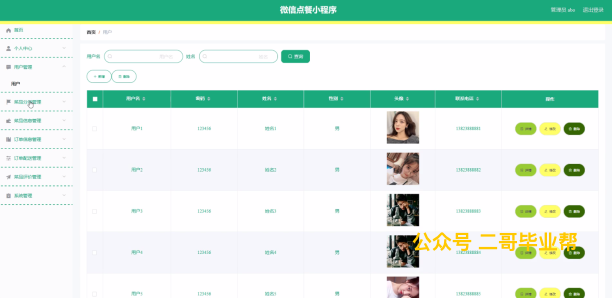 微信点餐小程序
管理员 abo 退出登录
首页
首页 / 用户
个人中心
用户管理
用户
菜品分类管理
菜品信息管理
订单信息管理
订单配送管理
菜品评价管理
系统管理
用户名 用户名 姓名 姓名 查询
新增 删除
用户名 密码 姓名 性别 头像 联系电话 操作
用户1 123456 姓名1 男 13823888881 详情 修改 删除
用户2 123456 姓名2 男 13823888882 详情 修改 删除
用户3 123456 姓名3 男 13823888883 详情 修改 删除
用户4 123456 姓名4 男 13823888884 删除
用户5 123456 姓名5 男 13823888885 详情 修改 删除
公众号 二哥毕业帮